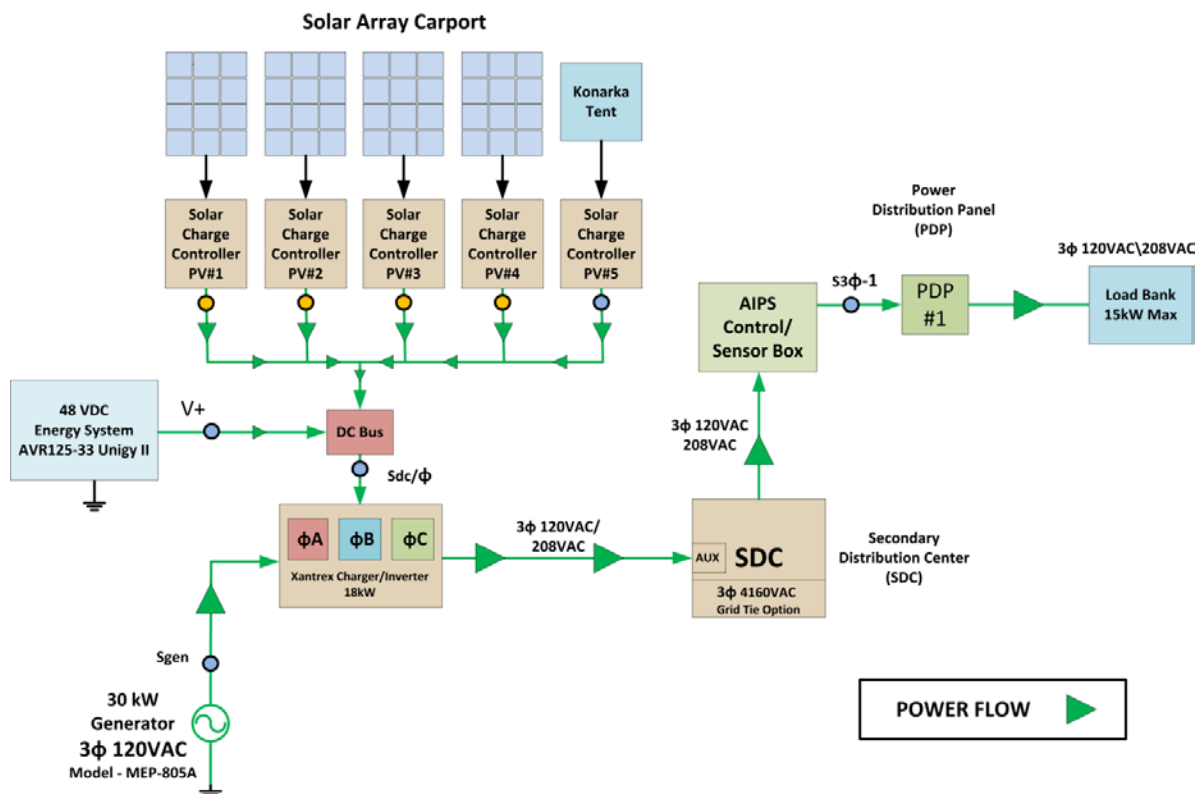 Solar Array Carport
Konarka
Tent
Solar
Charge
Controller
PV#1
Solar
Charge
Controller
PV#2
Solar
Charge
Controller
PV#3
Solar
Charge
Controller
PV#4
Solar
Charge
Controller
PV#5
Power
Distribution Panel
(PDP)
3ϕ 120VAC\208VAC
AIPS
Control/
Sensor Box
S3ϕ-1
PDP
#1
Load Bank
15kW Max
48 VDC
Energy System
AVR125-33 Unigy II
V+
DC Bus
Sdc/ϕ
3ϕ 120VAC
208VAC
ϕA
ϕB
ϕC
Xantrex Charger/Inverter
18kW
3ϕ 120VAC/
208VAC
AUX
SDC
3ϕ 4160VAC
Grid Tie Option
Secondary
Distribution Center
(SDC)
Sgen
30 kW
Generator
3ϕ 120VAC
Model - MEP-805A
POWER FLOW